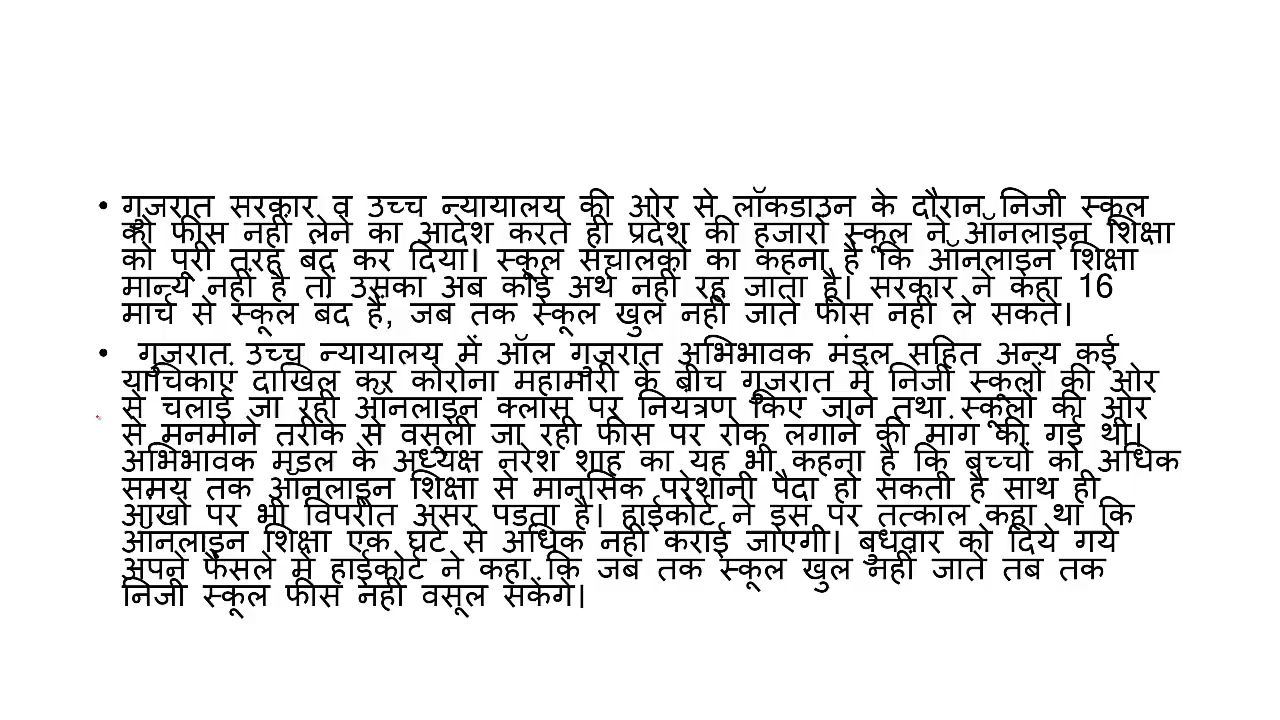 • गुजरात सरकार व उच्च न्यायालय की ओर से लॉकडाउन के दौरान निजी स्कूल
को फीस नहीं लेने का आदेश करते ही प्रदेश की हजारों स्कूल ने ऑनलाइन शिक्षा
को पूरी तरह बंद कर दिया। स्कूल संचालकों का कहना है कि ऑनलाइन शिक्षा
मान्य नहीं है तो उसका अब कोई अर्थ नहीं रह जाता है। सरकार ने कहा 16
मार्च से स्कूल बंद हैं, जब तक स्कूल खुल नहीं जाते फीस नहीं ले सकते।
• गुजरात उच्च न्यायालय में ऑल गुजरात अभिभावक मंडल सहित अन्य कई
याचिकाएं दाखिल कर कोरोना महामारी के बीच गुजरात में निजी स्कूलों की ओर
से चलाई जा रही ऑनलाइन क्लास पर नियंत्रण किए जाने तथा स्कूलों की ओर
से मनमाने तरीके से वसूली जा रही फीस पर रोक लगाने की मांग की गई थी।
अभिभावक मंडल के अध्यक्ष नरेश शाह का यह भी कहना है कि बच्चों को अधिक
समय तक ऑनलाइन शिक्षा से मानसिक परेशानी पैदा हो सकती है साथ ही
आंखों पर भी विपरीत असर पडता है। हाईकोर्ट ने इस पर तत्काल कहा था कि
ऑनलाइन शिक्षा एक घंटे से अधिक नहीं कराई जाएगी। बुधवार को दिये गये
अपने फैसले में हाईकोर्ट ने कहा कि जब तक स्कूल खुल नहीं जाते तब तक
निजी स्कूल फीस नहीं वसूल सकेंगे।